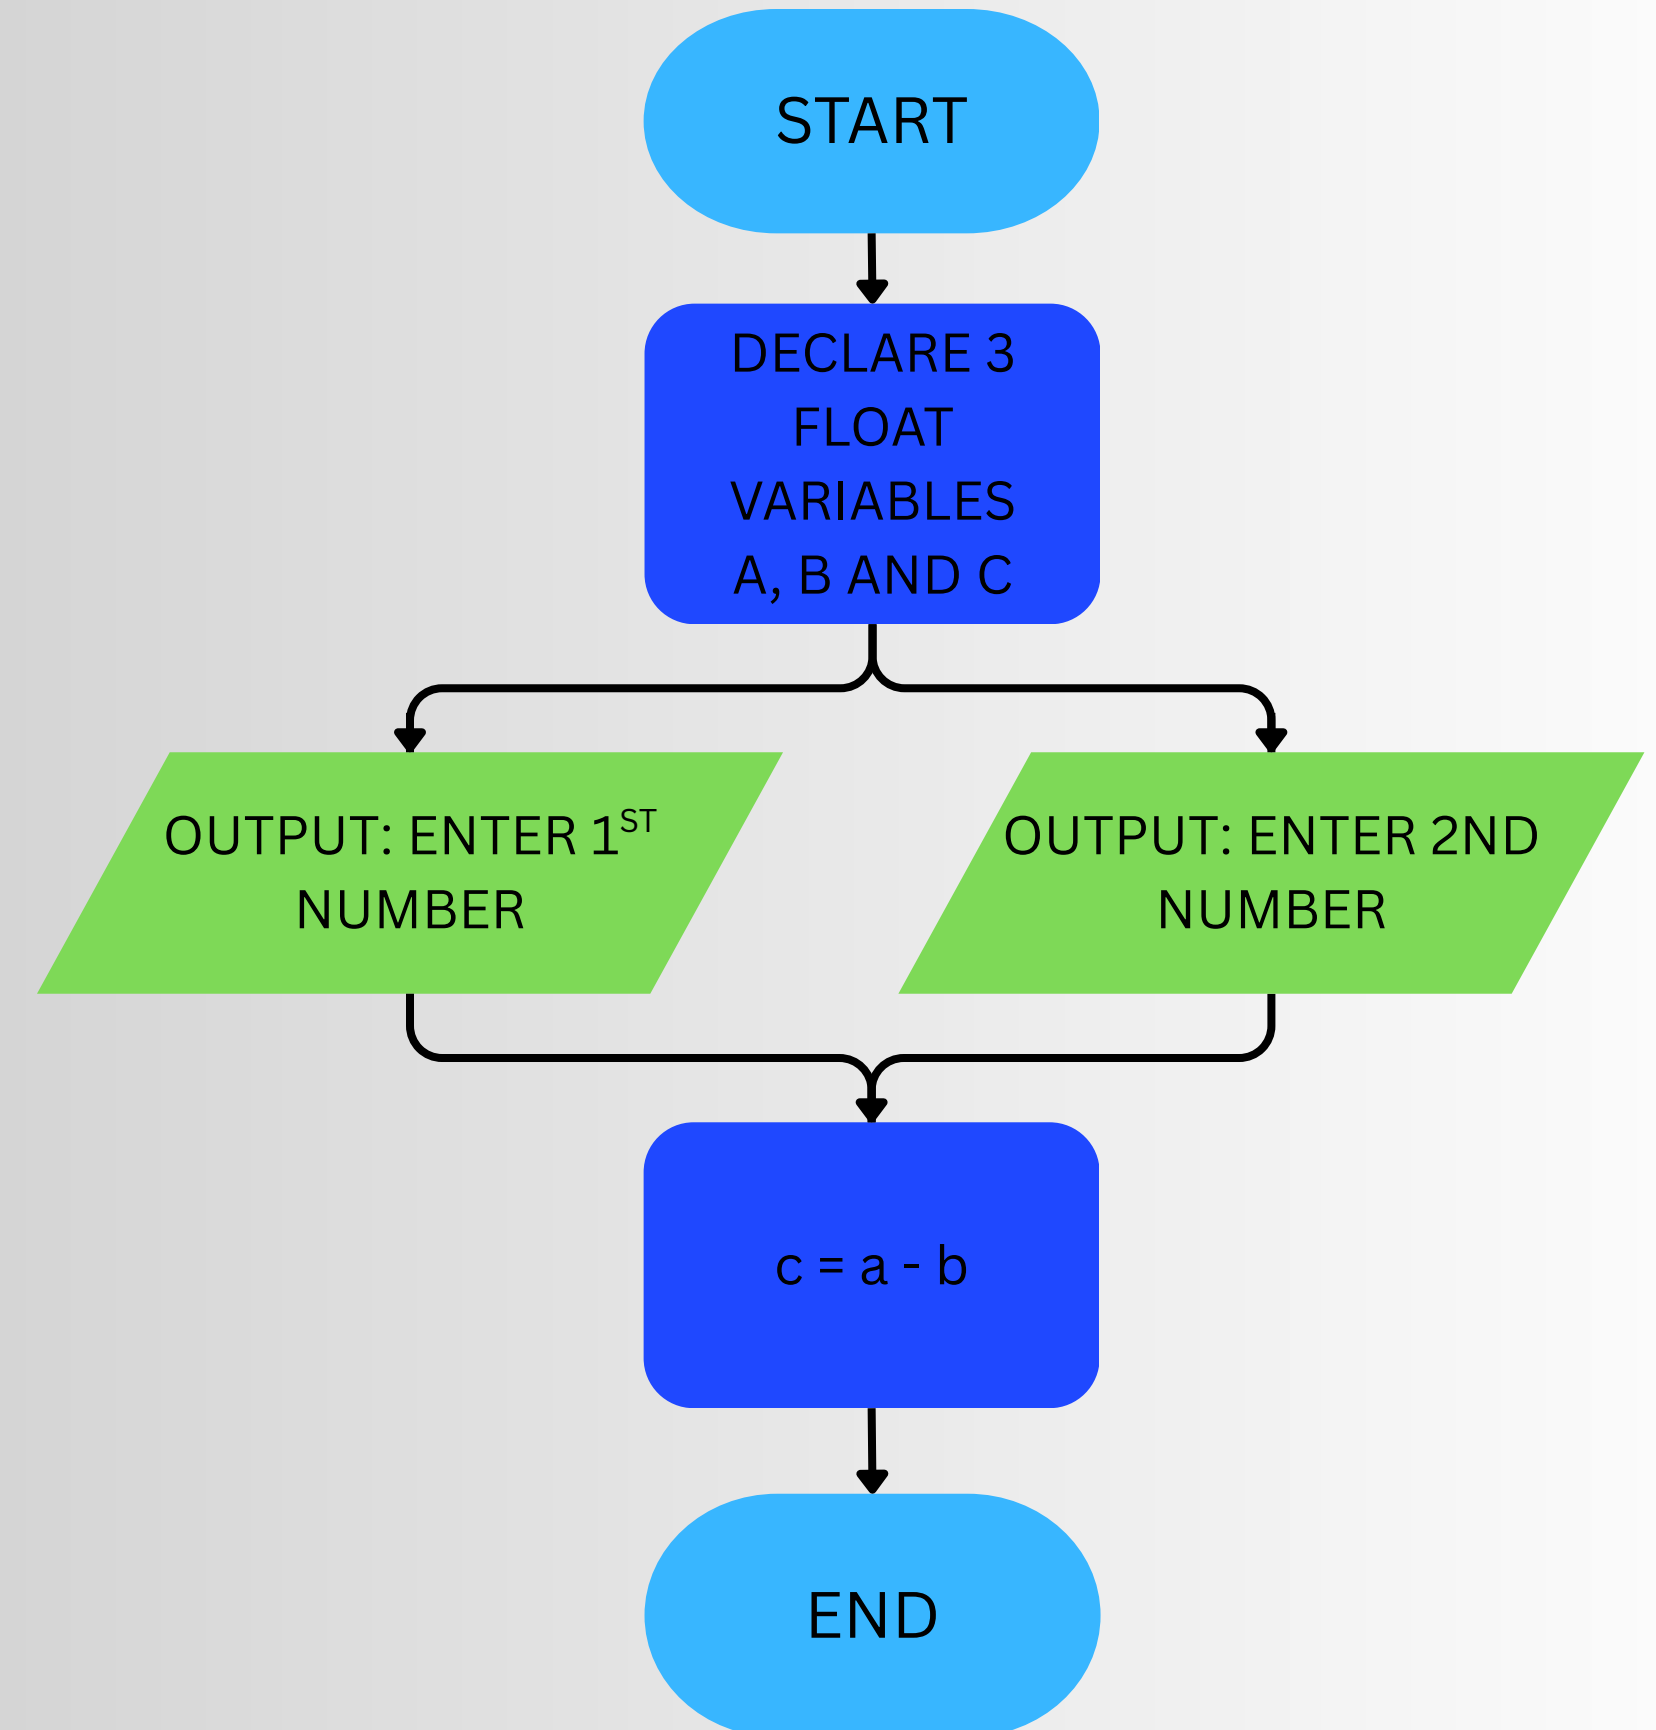 START
DECLARE 3
FLOAT
VARIABLES
A, B AND C
OUTPUT: ENTER 1ST
NUMBER
OUTPUT: ENTER 2ND
NUMBER
c = a - b
END